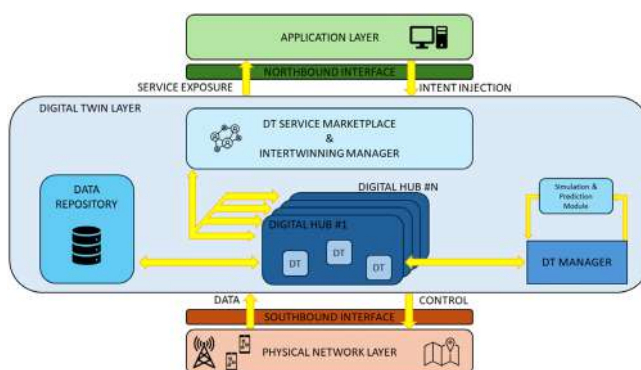 APPLICATION LAYER
NORTHBOUND INTERFACE
SERVICE EXPOSURE
INTENT INJECTION
DIGITAL TWIN LAYER
DT SERVICE MARKETPLACE
&
INTERTWINNING MANAGER
DATA
REPOSITORY
DIGITAL HUB #N
DIGITAL HUB #1
DT
DT
DT
Simulation &
Prediction
Module
DT MANAGER
DATA
CONTROL
SOUTHBOUND INTERFACE
PHYSICAL NETWORK LAYER